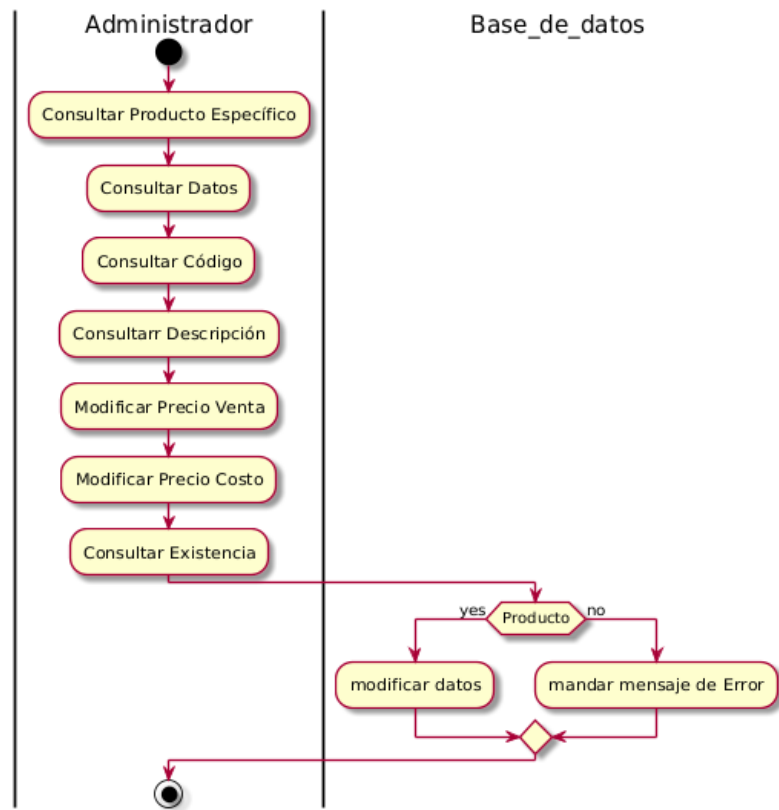 Administrador
Base_de_datos
Consultar Producto Específico
Consultar Datos
Consultar Código
Consultarr Descripción
Modificar Precio Venta
Modificar Precio Costo
Consultar Existencia
yes
Producto
no
modificar datos
mandar mensaje de Error